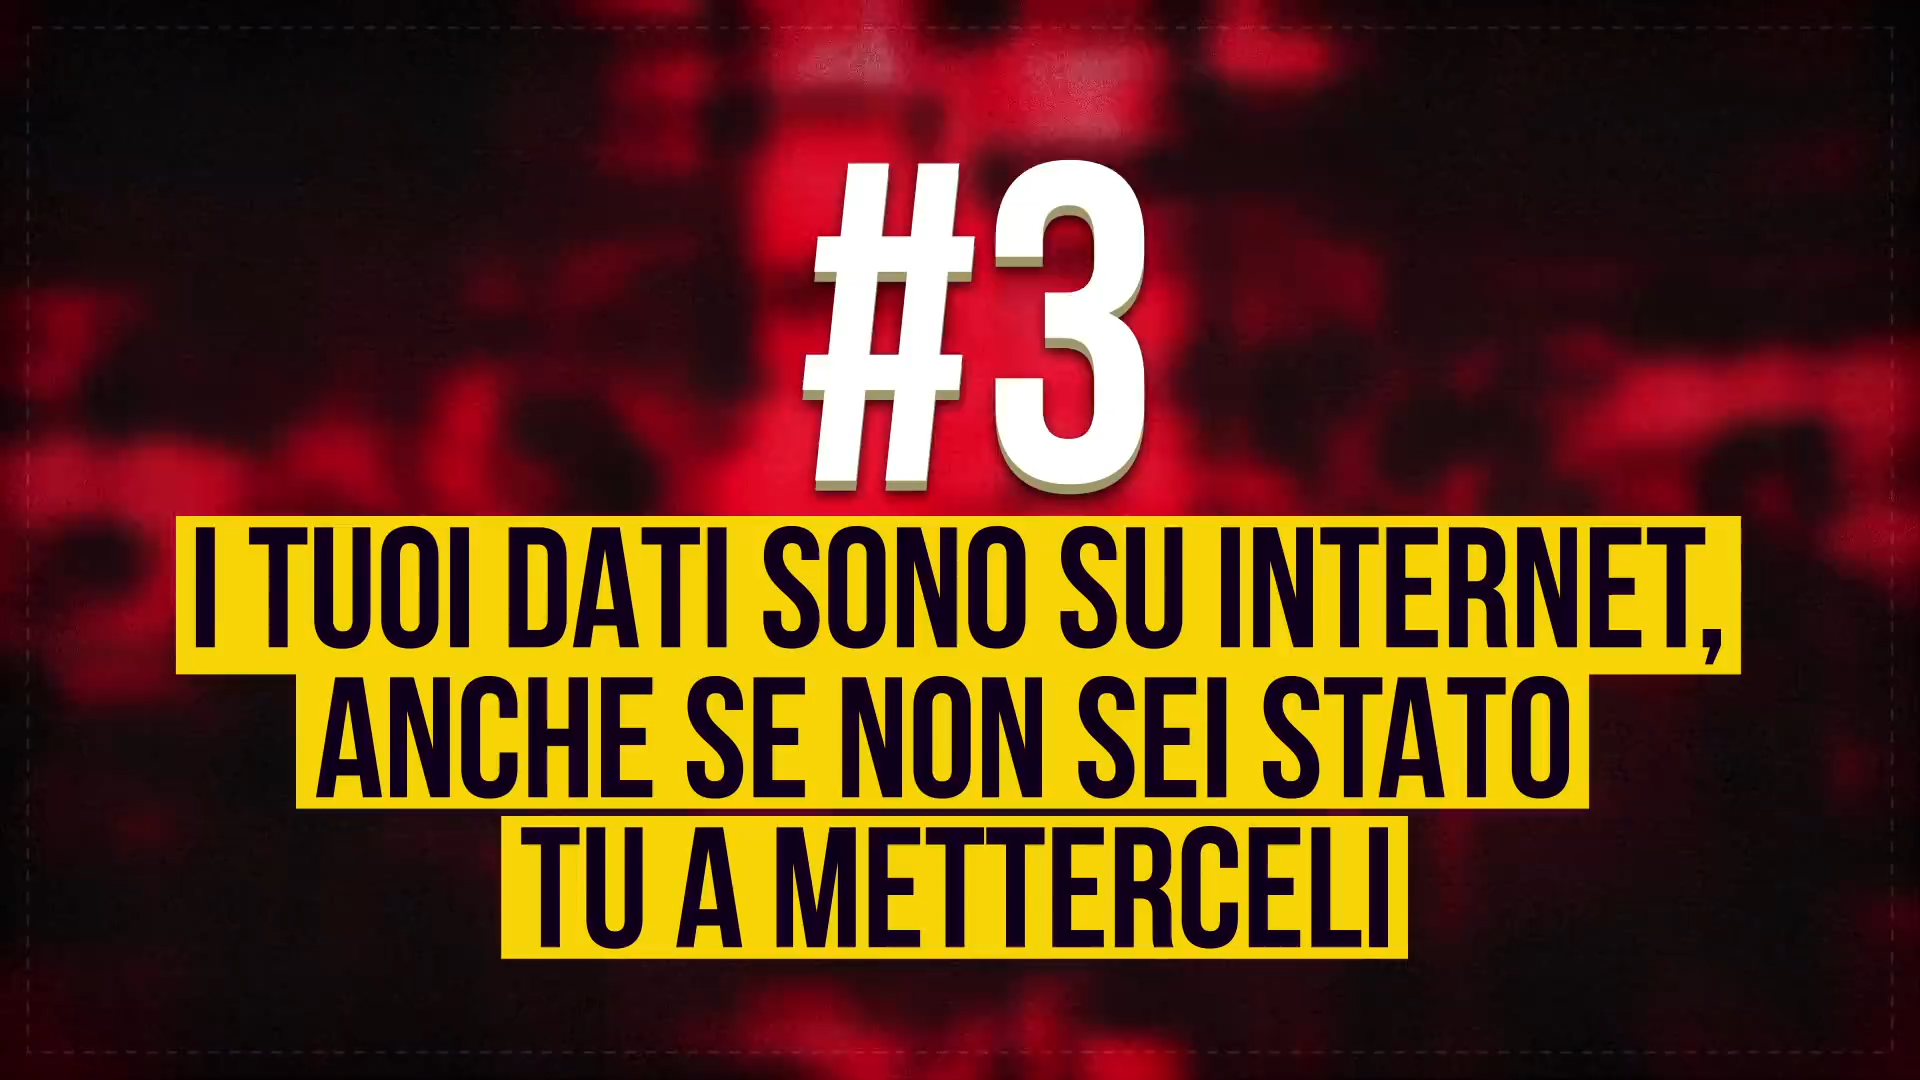 #3
I TUOI DATI SONO SU INTERNET,
ANCHE SE NON SEI STATO
TU A METTERCELI